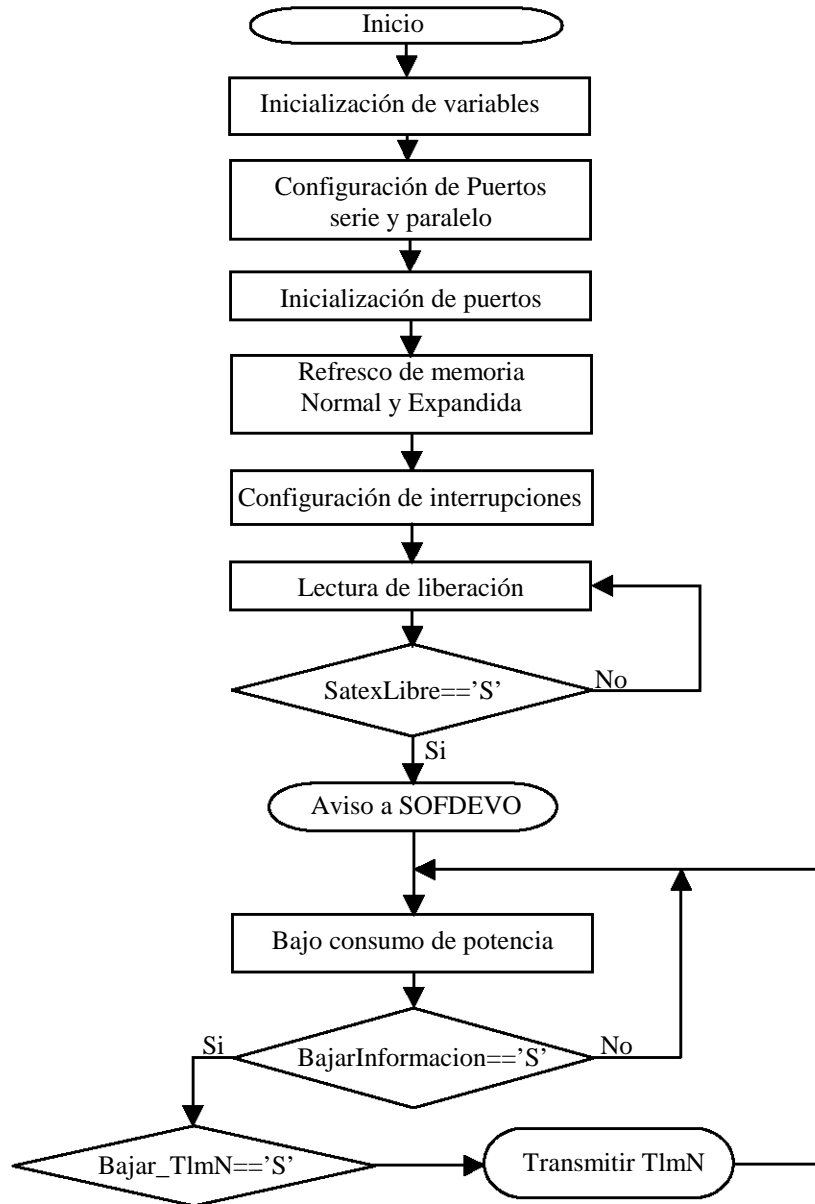 Inicio
Inicialización de variables
Configuración de Puertos
serie y paralelo
Inicialización de puertos
Refresco de memoria
Normal y Expandida
Configuración de interrupciones
Lectura de liberación
SatexLibre==’S’
No
Si
Aviso a SOFDEVO
Bajo consumo de potencia
Si
BajarInformacion==’S’
No
Bajar_TlmN==’S’
Transmitir TlmN